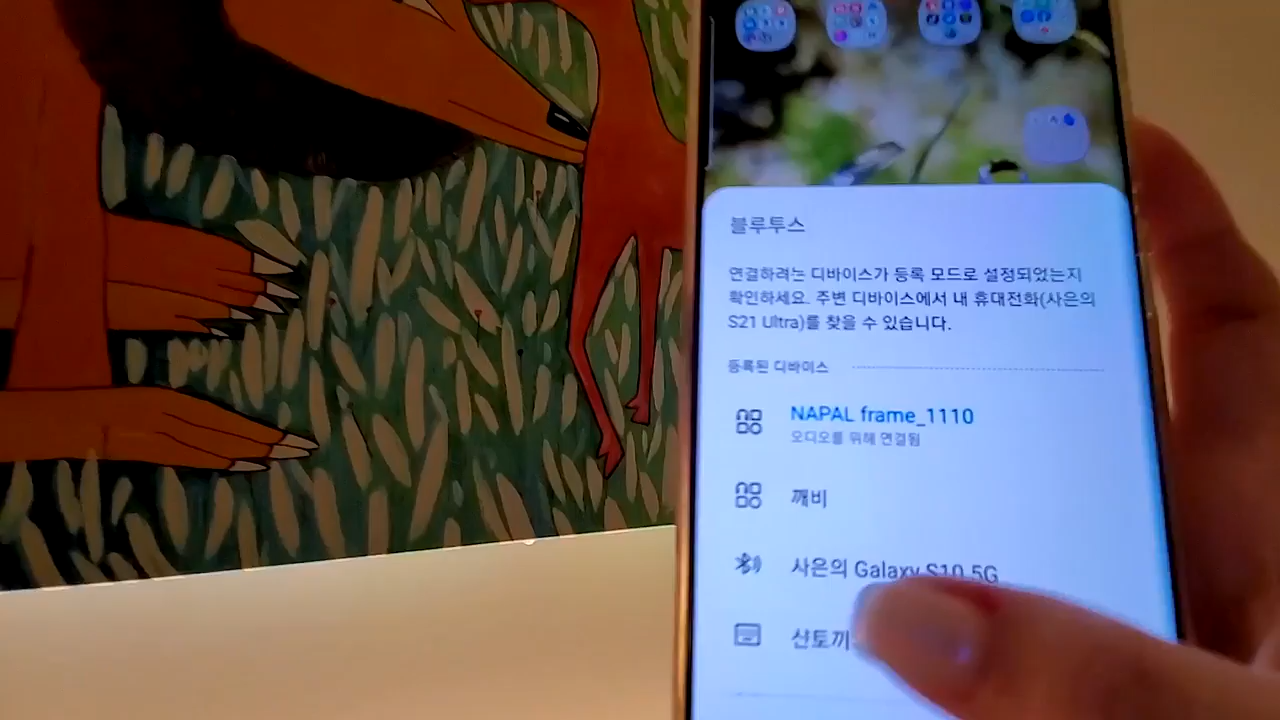 블루투스
연결하려는 디바이스가 등록 모드로 설정되었는지
확인하세요. 주변 디바이스에서 내 휴대전화(사은의
S21 Ultra)를 찾을 수 있습니다.
등록된 디바이스
NAPAL frame_1110
오디오를 위해 연결됨
깨비
사은의 Galaxy S10 5G
산토끼